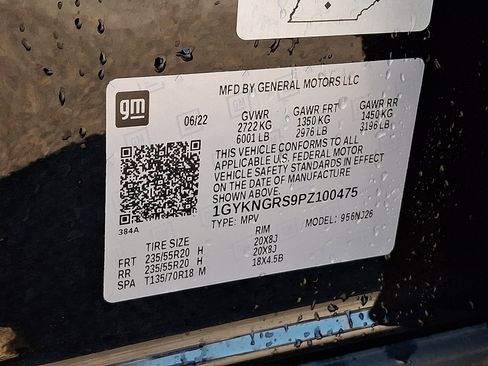 MFD BY GENERAL MOTORS LLC
gm
06/22 GVWR GAWR FRT GAWR RR
2722 KG 1350 KG 1450 KG
6001 LB 2976 LB 3196 LB
THIS VEHICLE CONFORMS TO ALL
APPLICABLE U.S. FEDERAL MOTOR
VEHICLE SAFETY STANDARDS IN EFFECT
ON THE DATE OF MANUFACTURE
SHOWN ABOVE.
1GYKNGRS9PZ100475
384A TYPE: MPV MODEL: 956NJ26
TIRE SIZE RIM
FRT 235/55R20 H 20X8J
RR 235/55R20 H 20X8J
SPA T135/70R18 M 18X4.5B